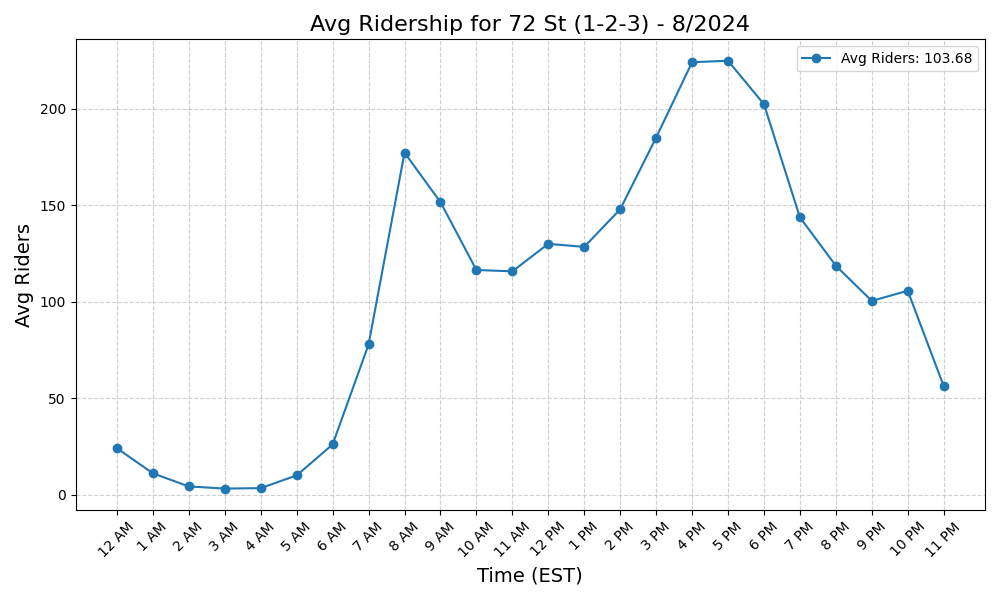 Avg Ridership for 72 St (1-2-3) - 8/2024
Avg Riders: 103.68
Avg Riders
200
150
100
50
0
12 AM
1 AM
2 AM
3 AM
4 AM
5 AM
6 AM
7 AM
8 AM
9 AM
10 AM
11 AM
12 PM
1 PM
2 PM
3 PM
4 PM
5 PM
6 PM
7 PM
8 PM
9 PM
10 PM
11 PM
Time (EST)